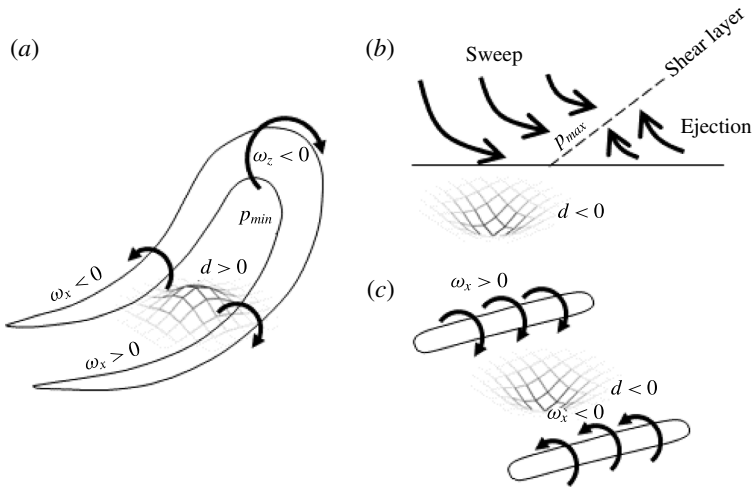 (a)
ω_z < 0
p_min
d > 0
ω_x < 0
ω_x > 0
(b)
Sweep
Shear layer
p_max
Ejection
d < 0
(c)
ω_x > 0
d < 0
ω_x < 0